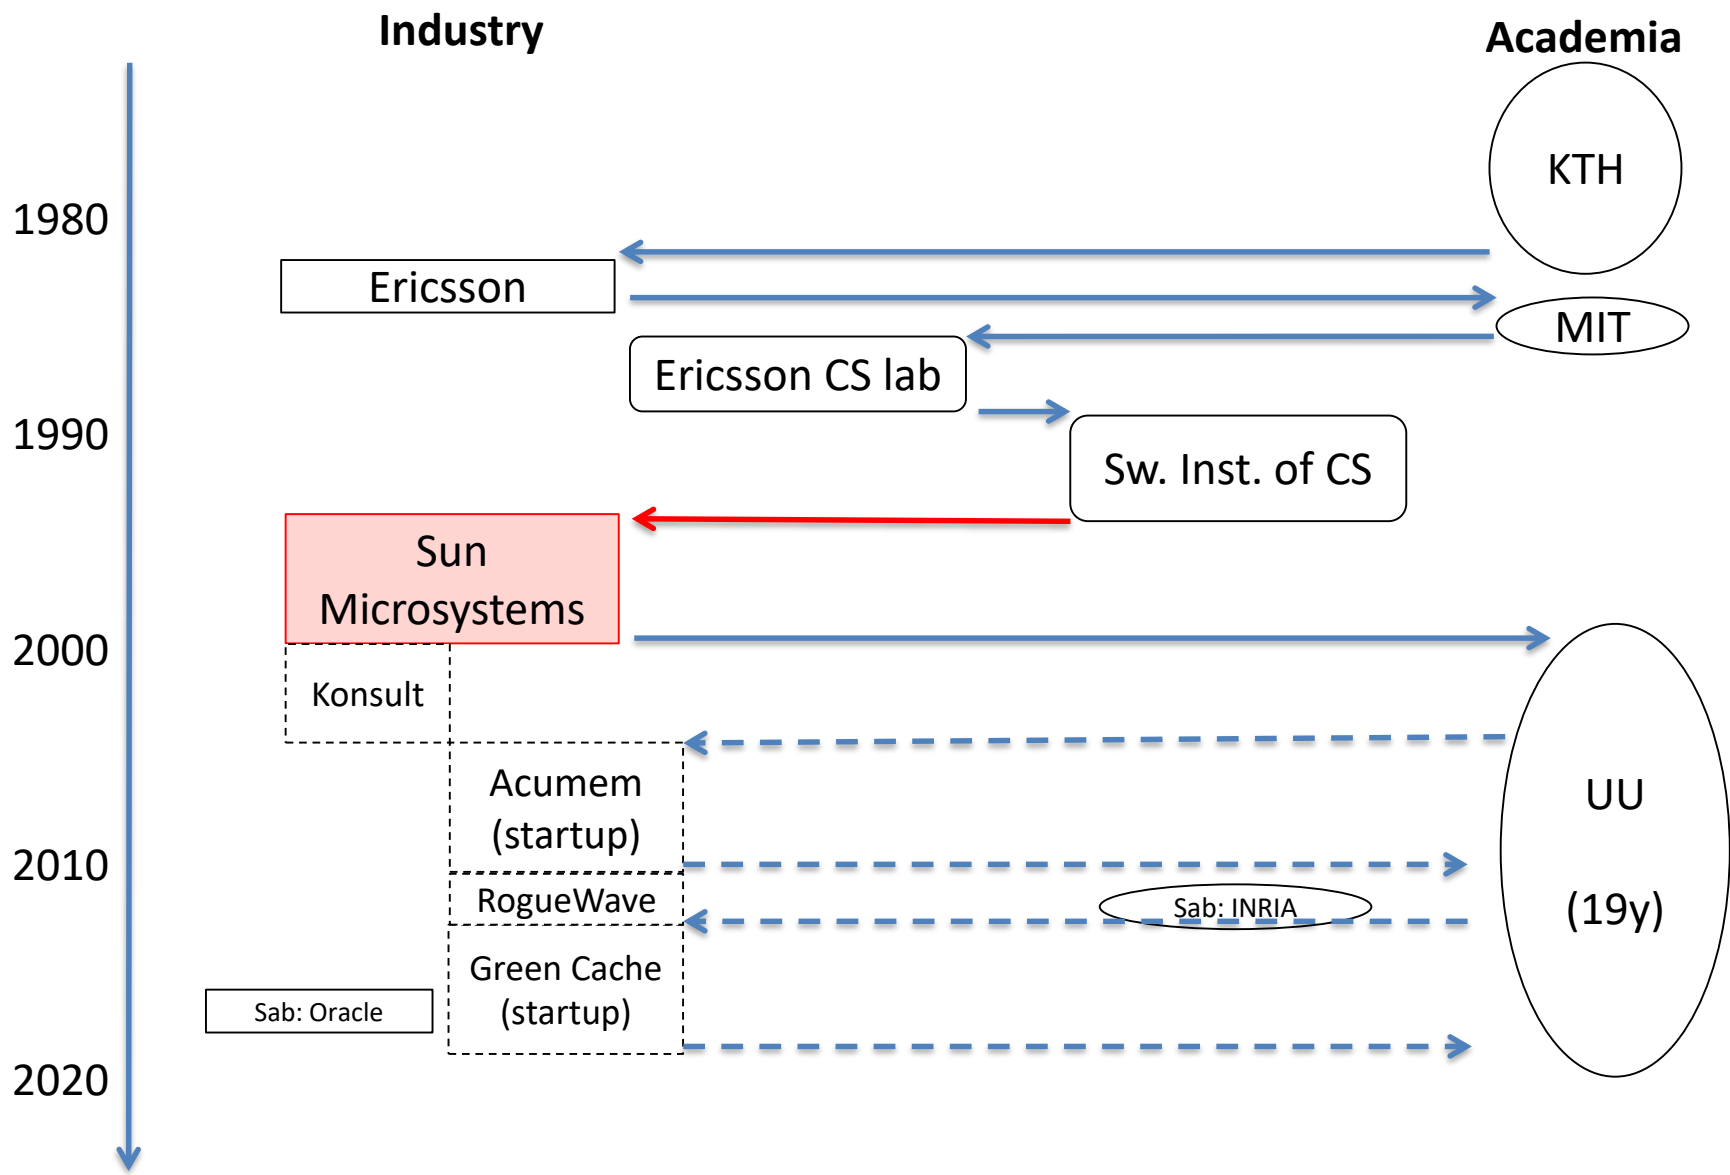 Industry
Academia
KTH
1980
Ericsson
MIT
Ericsson CS lab
1990
Sw. Inst. of CS
Sun
Microsystems
2000
Konsult
Acumem
(startup)
UU
2010
RogueWave
Sab: INRIA
(19y)
Green Cache
(startup)
Sab: Oracle
2020